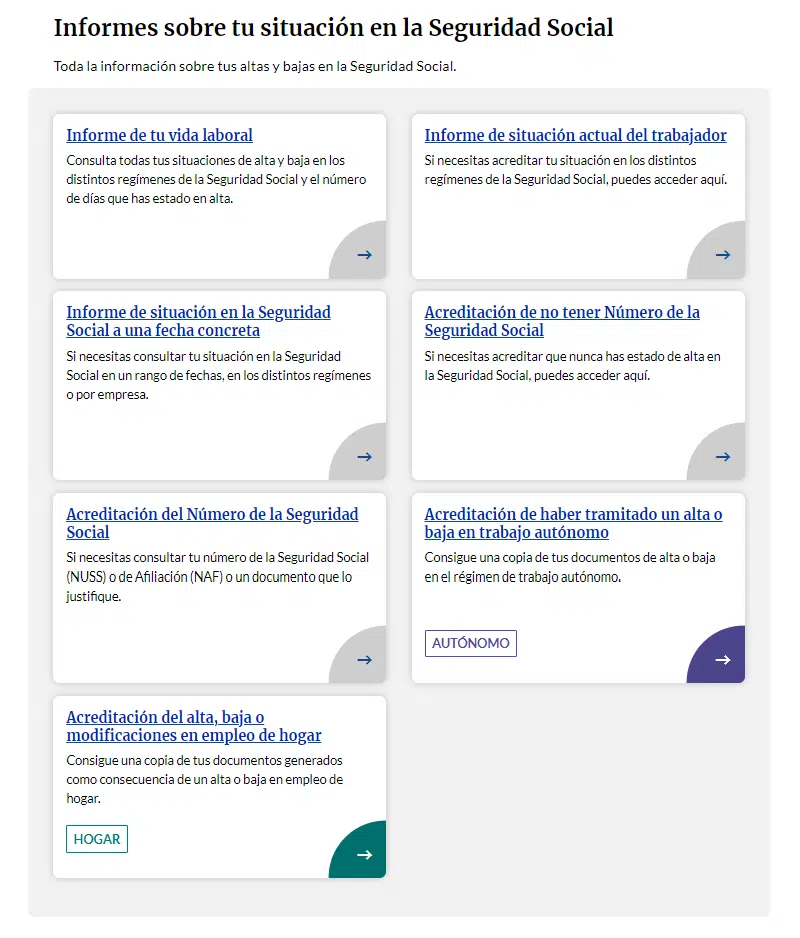 Informes sobre tu situación en la Seguridad Social
Toda la información sobre tus altas y bajas en la Seguridad Social.
Informe de tu vida laboral
Consulta todas tus situaciones de alta y baja en los
distintos regímenes de la Seguridad Social y el número
de días que has estado en alta.
Informe de situación actual del trabajador
Si necesitas acreditar tu situación en los distintos
regímenes de la Seguridad Social, puedes acceder aquí.
Informe de situación en la Seguridad
Social a una fecha concreta
Si necesitas consultar tu situación en la Seguridad
Social en un rango de fechas, en los distintos regímenes
o por empresa.
Acreditación de no tener Número de la
Seguridad Social
Si necesitas acreditar que nunca has estado de alta en
la Seguridad Social, puedes acceder aquí.
Acreditación del Número de la Seguridad
Social
Si necesitas consultar tu número de la Seguridad Social
(NUSS) o de Afiliación (NAF) o un documento que lo
justifique.
Acreditación de haber tramitado un alta o
baja en trabajo autónomo
Consigue una copia de tus documentos de alta o baja
en el régimen de trabajo autónomo.
AUTÓNOMO
Acreditación del alta, baja o
modificaciones en empleo de hogar
Consigue una copia de tus documentos generados
como consecuencia de un alta o baja en empleo de
hogar.
HOGAR